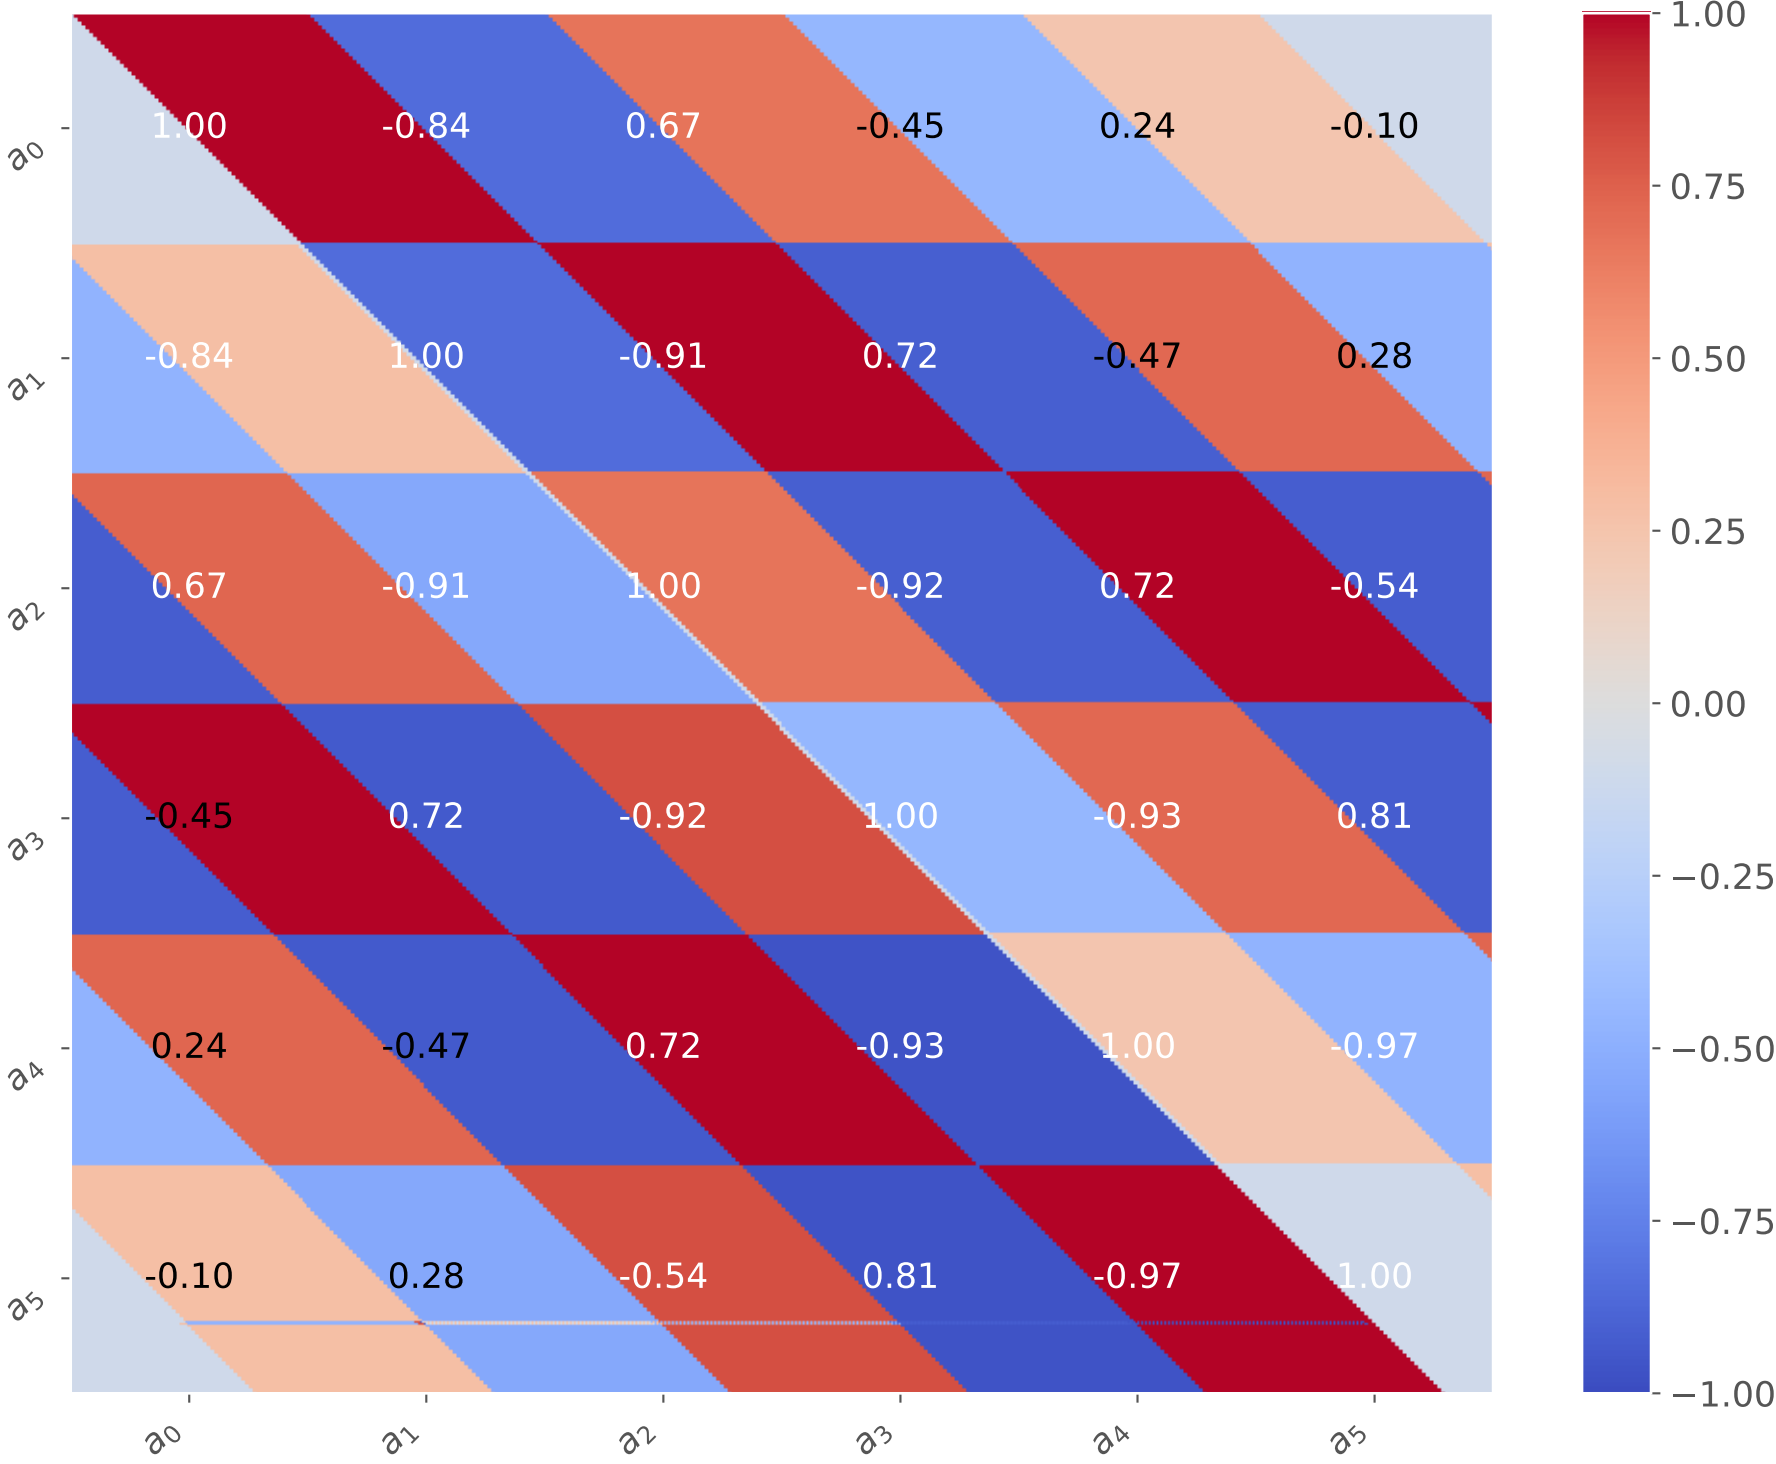 1.00
a₀ 1.00 -0.84 0.67 -0.45 0.24 -0.10
0.75
a₁ -0.84 1.00 -0.91 0.72 -0.47 0.28
0.50
0.25
a₂ 0.67 -0.91 1.00 -0.92 0.72 -0.54
0.00
a₃ -0.45 0.72 -0.92 1.00 -0.93 0.81
−0.25
a₄ 0.24 -0.47 0.72 -0.93 1.00 -0.97
−0.50
−0.75
a₅ -0.10 0.28 -0.54 0.81 -0.97 1.00
−1.00
a₀ a₁ a₂ a₃ a₄ a₅